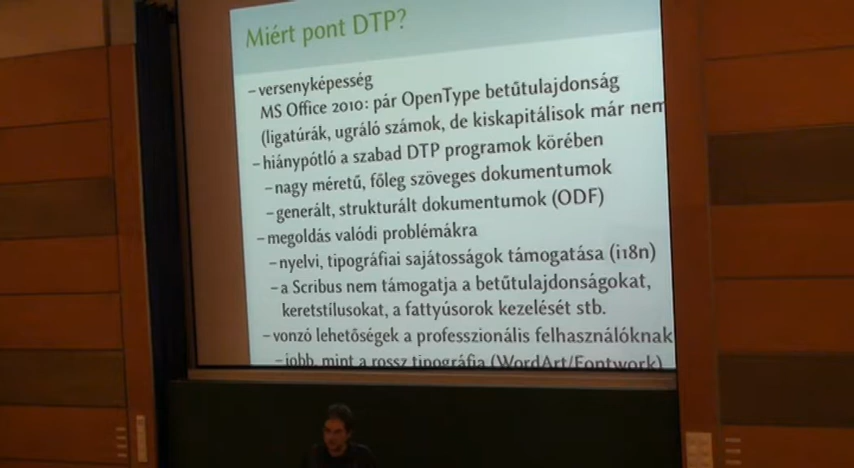 Miért pont DTP?
– versenyképesség
MS Office 2010: pár OpenType betűtulajdonság
(ligatúrák, ugráló számok, de kiskapitálisok már nem
– hiánypótló a szabad DTP programok körében
– nagy méretű, főleg szöveges dokumentumok
– generált, strukturált dokumentumok (ODF)
– megoldás valódi problémákra
– nyelvi, tipográfiai sajátosságok támogatása (i18n)
– a Scribus nem támogatja a betűtulajdonságokat,
keretstílusokat, a fattyúsorok kezelését stb.
– vonzó lehetőségek a professzionális felhasználóknak
– jobb, mint a rossz tipográfia (WordArt/Fontwork)